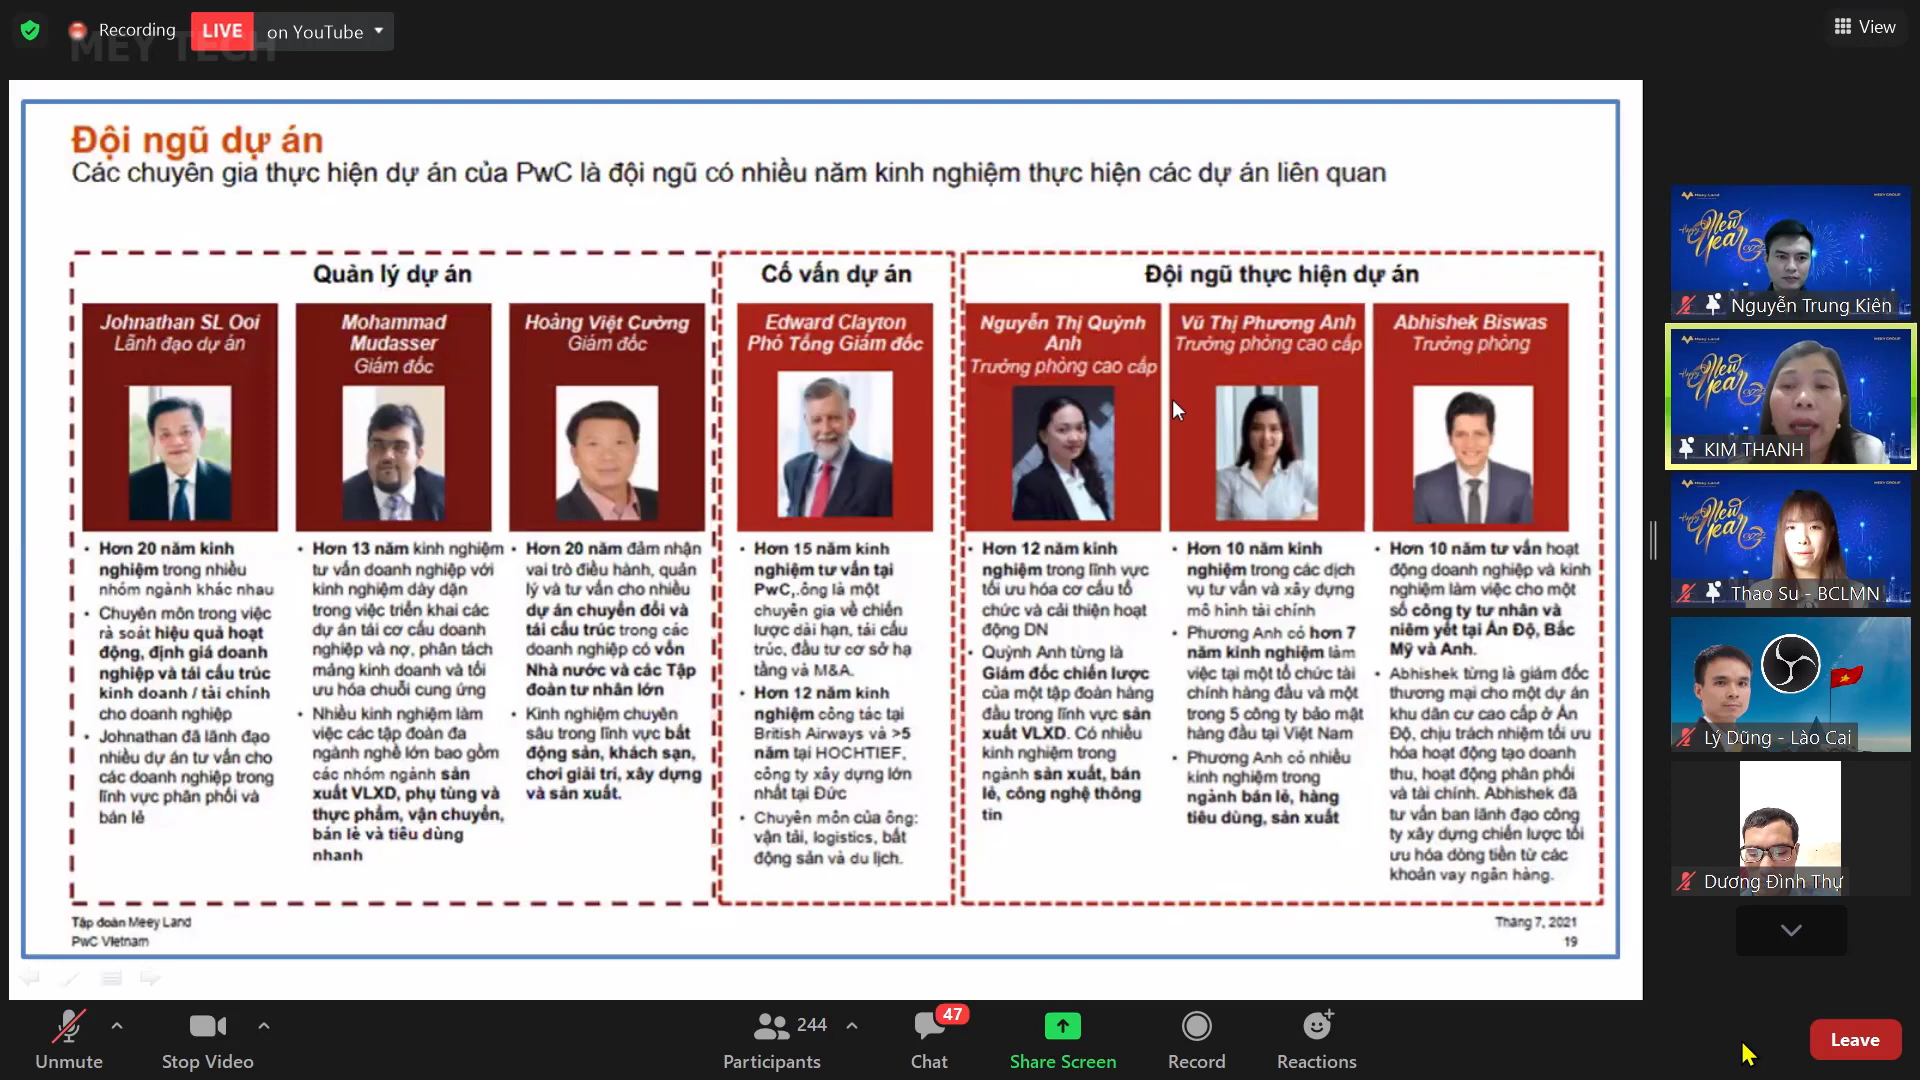 Recording
LIVE
on YouTube
View
MEY TECH
Đội ngũ dự án
Các chuyên gia thực hiện dự án của PwC là đội ngũ có nhiều năm kinh nghiệm thực hiện các dự án liên quan
Quản lý dự án
Johnathan SL Ooi
Lãnh đạo dự án
• Hơn 20 năm kinh
nghiệm trong nhiều
nhóm ngành khác nhau
• Chuyên môn trong việc
rà soát hiệu quả hoạt
động, định giá doanh
nghiệp và tái cấu trúc
kinh doanh / tài chính
cho doanh nghiệp
• Johnathan đã lãnh đạo
nhiều dự án tư vấn cho
các doanh nghiệp trong
lĩnh vực phân phối và
bán lẻ
Mohammad
Mudasser
Giám đốc
• Hơn 13 năm kinh nghiệm
tư vấn doanh nghiệp với
kinh nghiệm dày dặn
trong việc triển khai các
dự án tái cơ cấu doanh
nghiệp và nợ, phân tách
mảng kinh doanh và tối
ưu hóa chuỗi cung ứng
• Nhiều kinh nghiệm làm
việc các tập đoàn đa
ngành nghề lớn bao gồm
các nhóm ngành sản
xuất VLXD, phụ tùng và
thực phẩm, vận chuyển,
bán lẻ và tiêu dùng
nhanh
Hoàng Việt Cường
Giám đốc
• Hơn 20 năm đảm nhận
vai trò điều hành, quản
lý và tư vấn cho nhiều
dự án chuyển đổi và
tái cấu trúc trong các
doanh nghiệp có vốn
Nhà nước và các Tập
đoàn tư nhân lớn
• Kinh nghiệm chuyên
sâu trong lĩnh vực bất
động sản, khách sạn,
chơi giải trí, xây dựng
và sản xuất.
Cố vấn dự án
Edward Clayton
Phó Tổng Giám đốc
• Hơn 15 năm kinh
nghiệm tư vấn tại
PwC,.ông là một
chuyên gia về chiến
lược dài hạn, tái cấu
trúc, đầu tư cơ sở hạ
tầng và M&A.
• Hơn 12 năm kinh
nghiệm công tác tại
British Airways và >5
năm tại HOCHTIEF,
công ty xây dựng lớn
nhất tại Đức
• Chuyên môn của ông:
vận tải, logistics, bất
động sản và du lịch.
Đội ngũ thực hiện dự án
Nguyễn Thị Quỳnh
Anh
Trưởng phòng cao cấp
• Hơn 12 năm kinh
nghiệm trong lĩnh vực
tối ưu hóa cơ cấu tổ
chức và cải thiện hoạt
động DN
• Quỳnh Anh từng là
Giám đốc chiến lược
của một tập đoàn hàng
đầu trong lĩnh vực sản
xuất VLXD. Có nhiều
kinh nghiệm trong
ngành sản xuất, bán
lẻ, công nghệ thông
tin
Vũ Thị Phương Anh
Trưởng phòng cao cấp
• Hơn 10 năm kinh
nghiệm trong các dịch
vụ tư vấn và xây dựng
mô hình tài chính
• Phương Anh có hơn 7
năm kinh nghiệm làm
việc tại một tổ chức tài
chính hàng đầu và một
trong 5 công ty bảo mật
hàng đầu tại Việt Nam
• Phương Anh có nhiều
kinh nghiệm trong
ngành bán lẻ, hàng
tiêu dùng, sản xuất
Abhishek Biswas
Trưởng phòng
• Hơn 10 năm tư vấn hoạt
động doanh nghiệp và kinh
nghiệm làm việc cho một
số công ty tư nhân và
niêm yết tại Ấn Độ, Bắc
Mỹ và Anh.
• Abhishek từng là giám đốc
thương mại cho một dự án
khu dân cư cao cấp ở Ấn
Độ, chịu trách nhiệm tối ưu
hóa hoạt động tạo doanh
thu, hoạt động phân phối
và tài chính. Abhishek đã
tư vấn ban lãnh đạo công
ty xây dựng chiến lược tối
ưu hóa dòng tiền từ các
khoản vay ngân hàng.
Tập đoàn Meey Land
PwC Vietnam
Tháng 7, 2021
19
Meey Land
MEEY GROUP
Happy New Year
Nguyễn Trung Kiên
Meey Land
MEEY GROUP
Happy New Year
KIM THANH
Meey Land
MEEY GROUP
Happy New Year
Thao Su - BCLMN
Lý Dũng - Lào Cai
Dương Đình Thự
Unmute
Stop Video
244
Participants
47
Chat
Share Screen
Record
Reactions
Leave